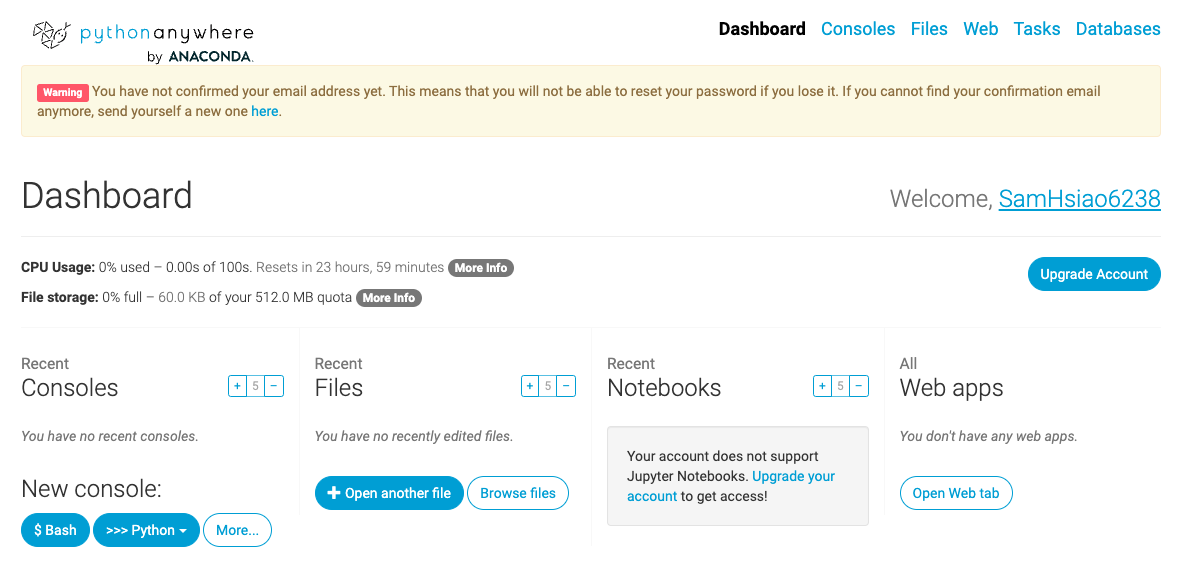 pythonanywhere
by ANACONDA.
Dashboard Consoles Files Web Tasks Databases
Warning You have not confirmed your email address yet. This means that you will not be able to reset your password if you lose it. If you cannot find your confirmation email
anymore, send yourself a new one here.
Dashboard
Welcome, SamHsiao6238
CPU Usage: 0% used – 0.00s of 100s. Resets in 23 hours, 59 minutes More Info
File storage: 0% full – 60.0 KB of your 512.0 MB quota More Info
Upgrade Account
Recent
Consoles
+ 5 −
You have no recent consoles.
New console:
$ Bash >>> Python More...
Recent
Files
+ 5 −
You have no recently edited files.
+ Open another file Browse files
Recent
Notebooks
+ 5 −
Your account does not support
Jupyter Notebooks. Upgrade your
account to get access!
All
Web apps
You don't have any web apps.
Open Web tab